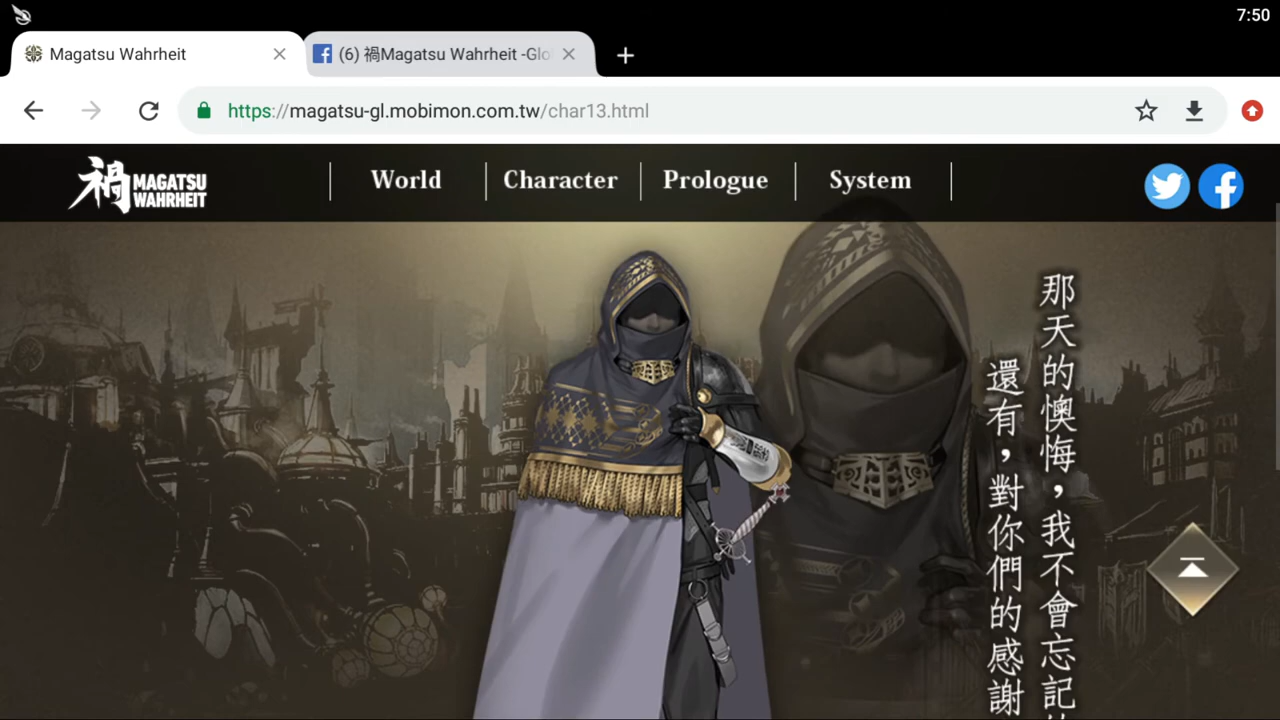 7:50
Magatsu Wahrheit
(6) 禍Magatsu Wahrheit -Glo
https://magatsu-gl.mobimon.com.tw/char13.html
禍 MAGATSU
WAHRHEIT
World
Character
Prologue
System
那天的懊悔，我不會忘記
還有，對你們的感謝